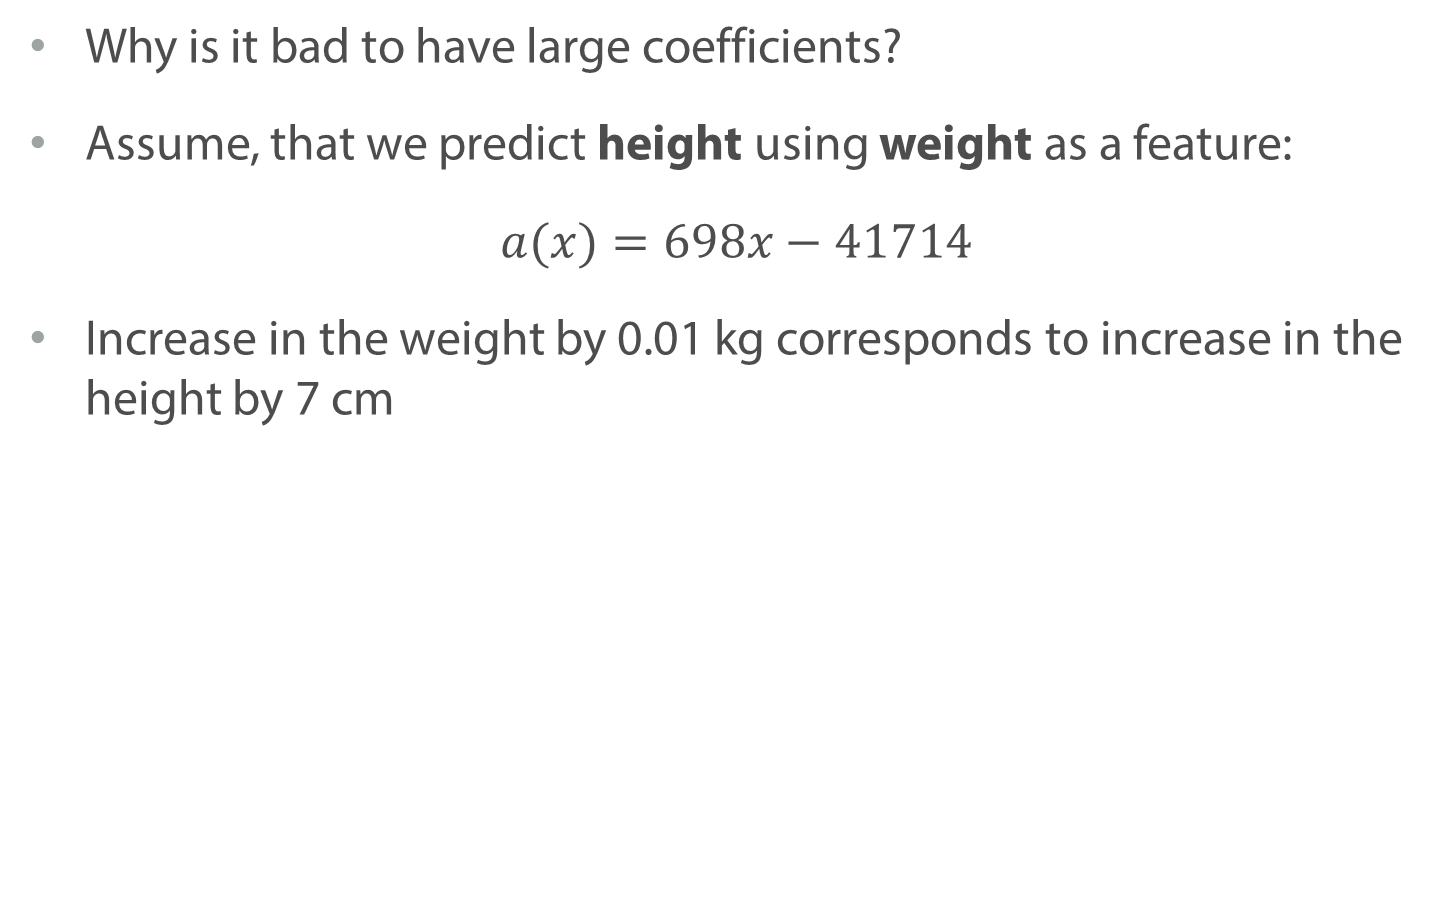 • Why is it bad to have large coefficients?
• Assume, that we predict height using weight as a feature:
a(x) = 698x − 41714
• Increase in the weight by 0.01 kg corresponds to increase in the
height by 7 cm